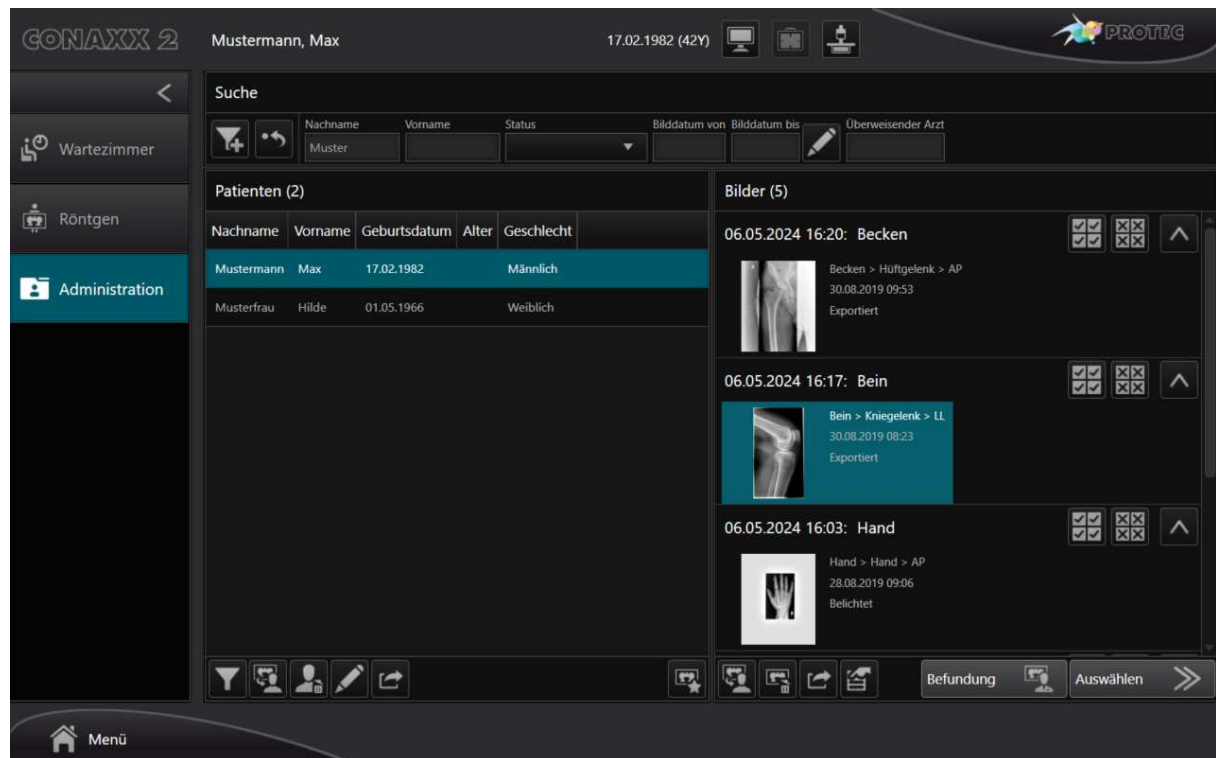 CONAXX 2
Mustermann, Max 17.02.1982 (42Y)
PROTEC
Wartezimmer
Röntgen
Administration
Suche
Nachname Vorname Status Bilddatum von Bilddatum bis Überweisender Arzt
Muster
Patienten (2)
Nachname Vorname Geburtsdatum Alter Geschlecht
Mustermann Max 17.02.1982 Männlich
Musterfrau Hilde 01.05.1966 Weiblich
Bilder (5)
06.05.2024 16:20: Becken
Becken > Hüftgelenk > AP
30.08.2019 09:53
Exportiert
06.05.2024 16:17: Bein
Bein > Kniegelenk > LL
30.08.2019 08:23
Exportiert
06.05.2024 16:03: Hand
Hand > Hand > AP
28.08.2019 09:06
Belichtet
Befundung
Auswählen
Menü